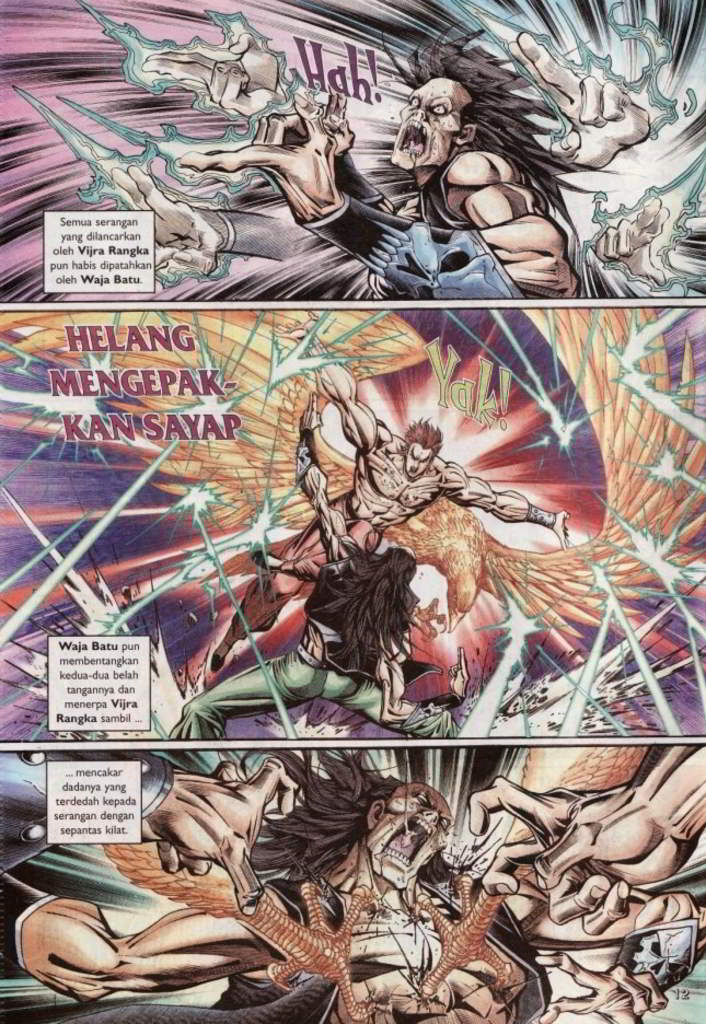 Hah!
Semua serangan
yang dilancarkan
oleh Vijra Rangka
pun habis dipatahkan
oleh Waja Batu.
HELANG
MENGEPAK-
KAN SAYAP
Yak!
Waja Batu pun
membentangkan
kedua-dua belah
tangannya dan
menerpa Vijra
Rangka sambil ...
... mencakar
dadanya yang
terdedah kepada
serangan dengan
sepantas kilat.
12